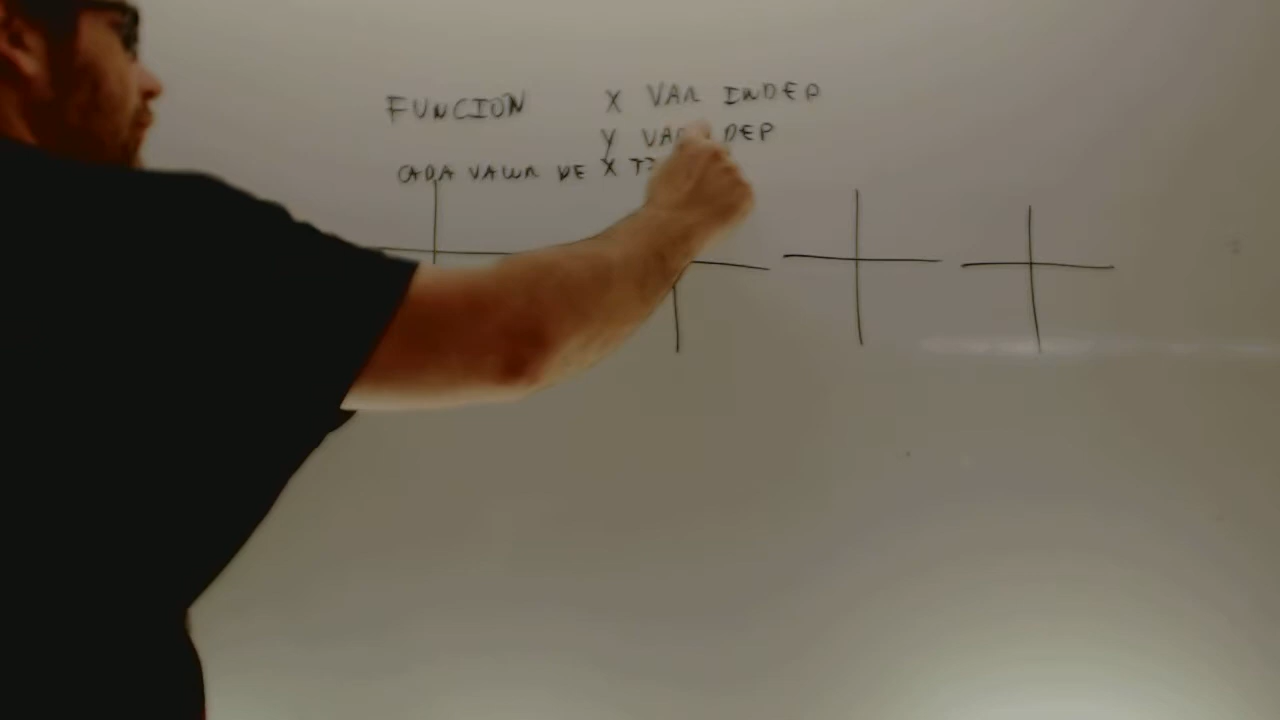 FUNCION X VAR INDEP
Y VAR DEP
CADA VALOR DE X